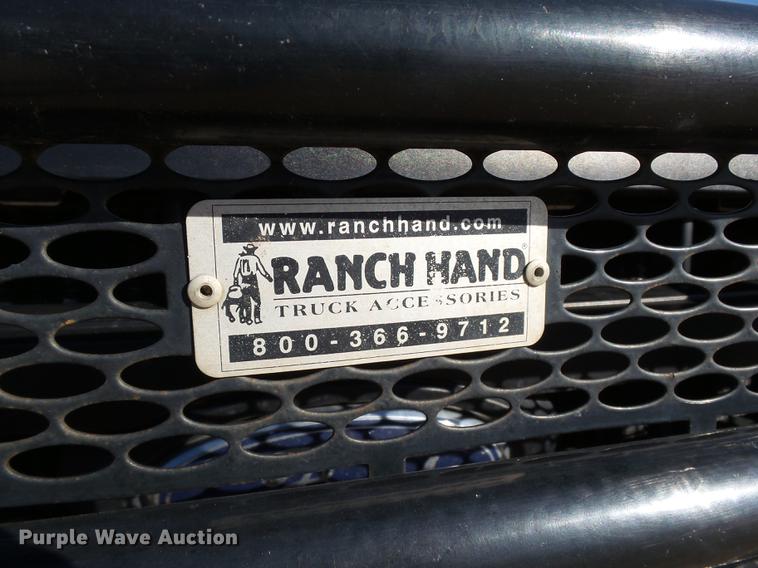 www.ranchhand.com
RANCH HAND®
TRUCK ACCESSORIES
800-366-9712
Purple Wave Auction